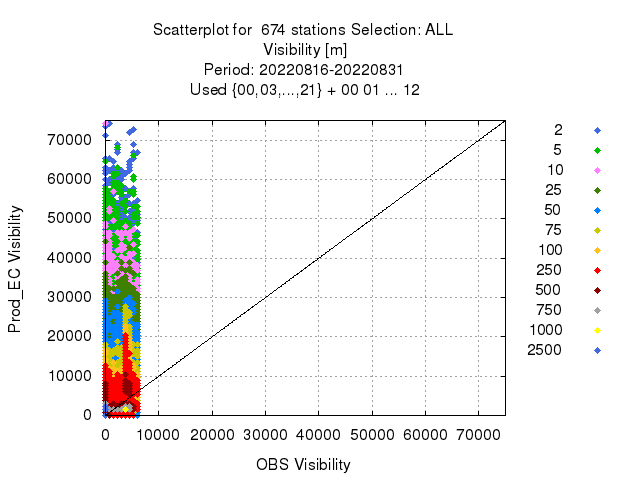 Scatterplot for 674 stations Selection: ALL
Visibility [m]
Period: 20220816-20220831
Used {00,03,...,21} + 00 01 ... 12
70000
60000
50000
40000
30000
20000
10000
0
Prod_EC Visibility
0 10000 20000 30000 40000 50000 60000 70000
OBS Visibility
2
5
10
25
50
75
100
250
500
750
1000
2500